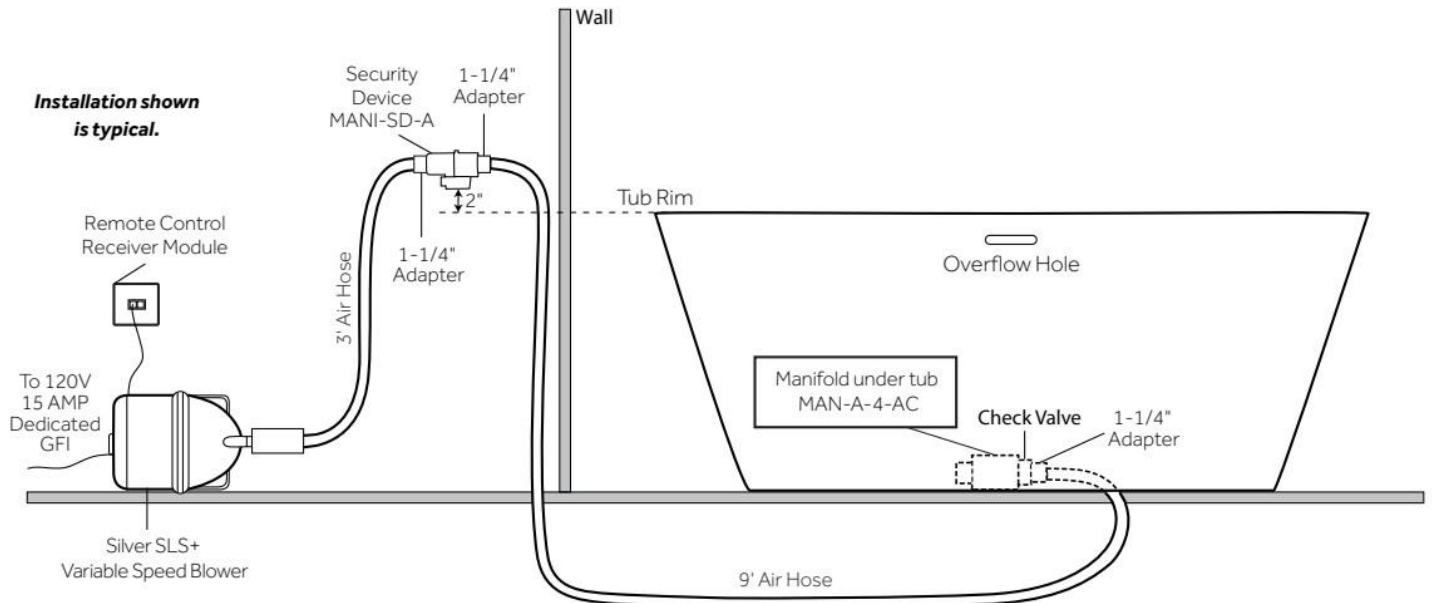 Wall
Installation shown
is typical.
Security
Device
MANI-SD-A
1-1/4"
Adapter
2"
Tub Rim
Remote Control
Receiver Module
1-1/4"
Adapter
Overflow Hole
3' Air Hose
To 120V
15 AMP
Dedicated
GFI
Manifold under tub
MAN-A-4-AC
Check Valve
1-1/4"
Adapter
Silver SLS+
Variable Speed Blower
9' Air Hose